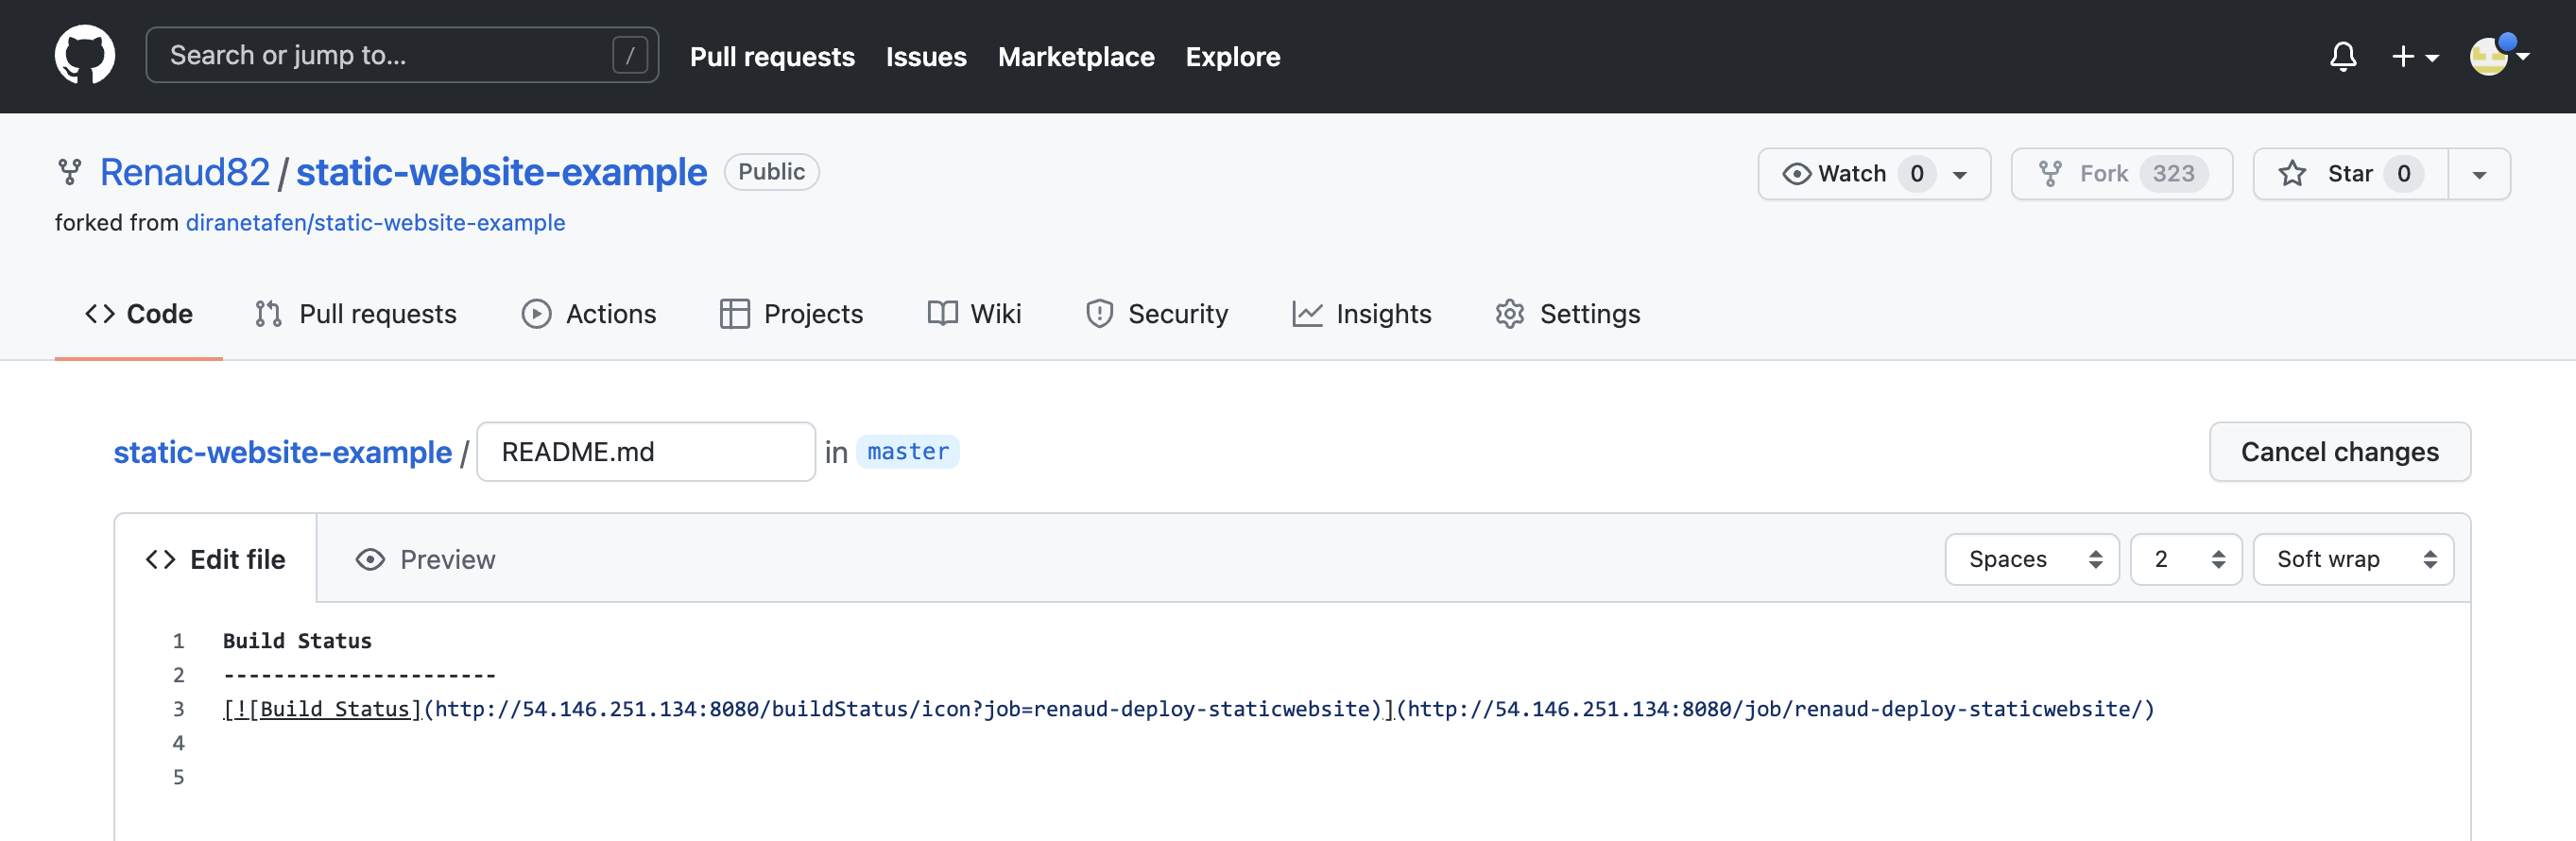 Search or jump to... / Pull requests Issues Marketplace Explore
Renaud82 / static-website-example Public Watch 0 Fork 323 Star 0
forked from diranetafen/static-website-example
Code Pull requests Actions Projects Wiki Security Insights Settings
static-website-example / README.md in master Cancel changes
Edit file Preview Spaces 2 Soft wrap
1 Build Status
2 ----------------------
3 [![Build Status](http://54.146.251.134:8080/buildStatus/icon?job=renaud-deploy-staticwebsite)](http://54.146.251.134:8080/job/renaud-deploy-staticwebsite/)
4
5